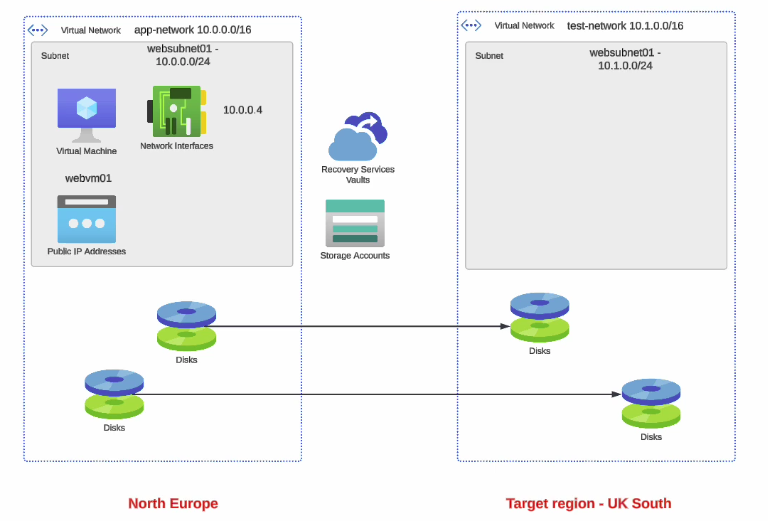 Virtual Network app-network 10.0.0.0/16
Subnet
websubnet01 -
10.0.0.0/24
10.0.0.4
Virtual Machine
Network Interfaces
webvm01
Public IP Addresses
Disks
Disks
North Europe
Recovery Services
Vaults
Storage Accounts
Virtual Network test-network 10.1.0.0/16
Subnet
websubnet01 -
10.1.0.0/24
Disks
Disks
Target region - UK South